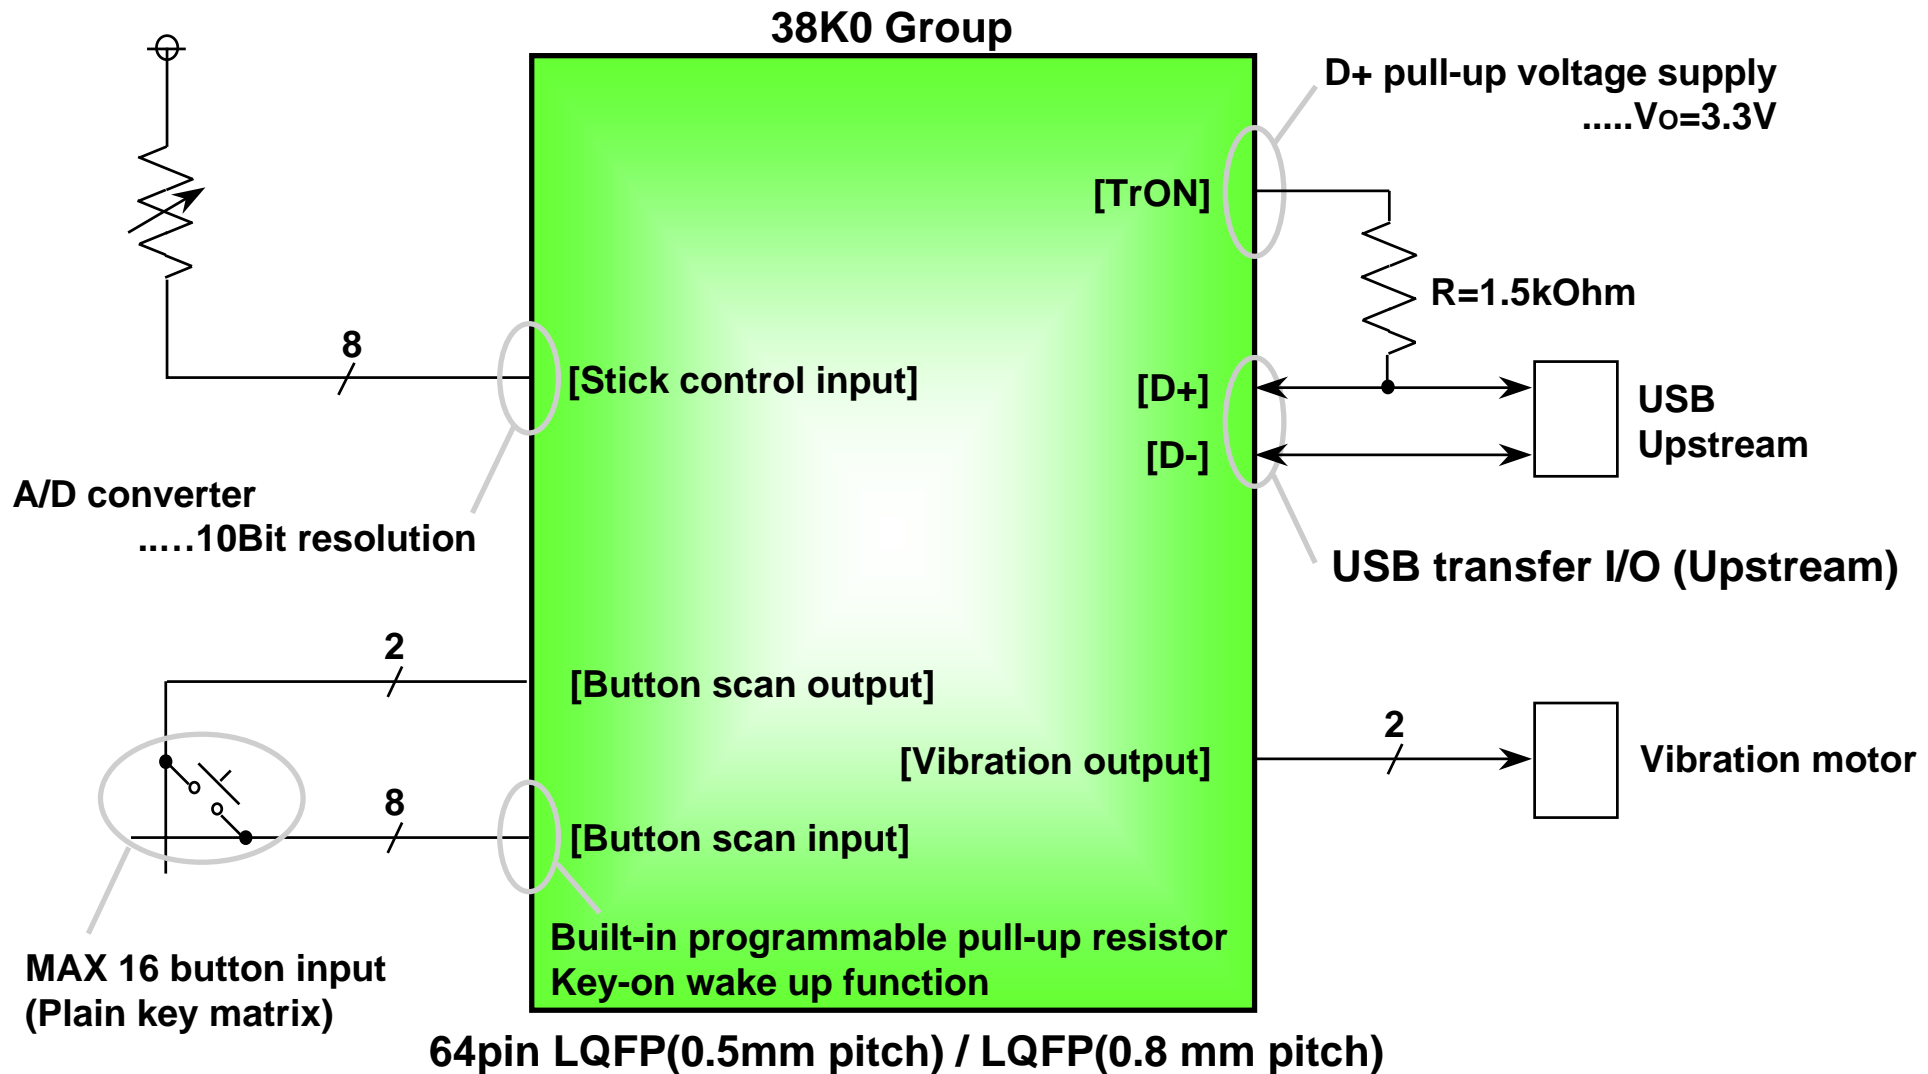 38K0 Group
D+ pull-up voltage supply
.....VO=3.3V
[TrON]
R=1.5kOhm
8
[Stick control input]
[D+]
[D-]
USB
Upstream
A/D converter
.....10Bit resolution
USB transfer I/O (Upstream)
2
[Button scan output]
2
[Vibration output]
Vibration motor
8
[Button scan input]
Built-in programmable pull-up resistor
Key-on wake up function
MAX 16 button input
(Plain key matrix)
64pin LQFP(0.5mm pitch) / LQFP(0.8 mm pitch)